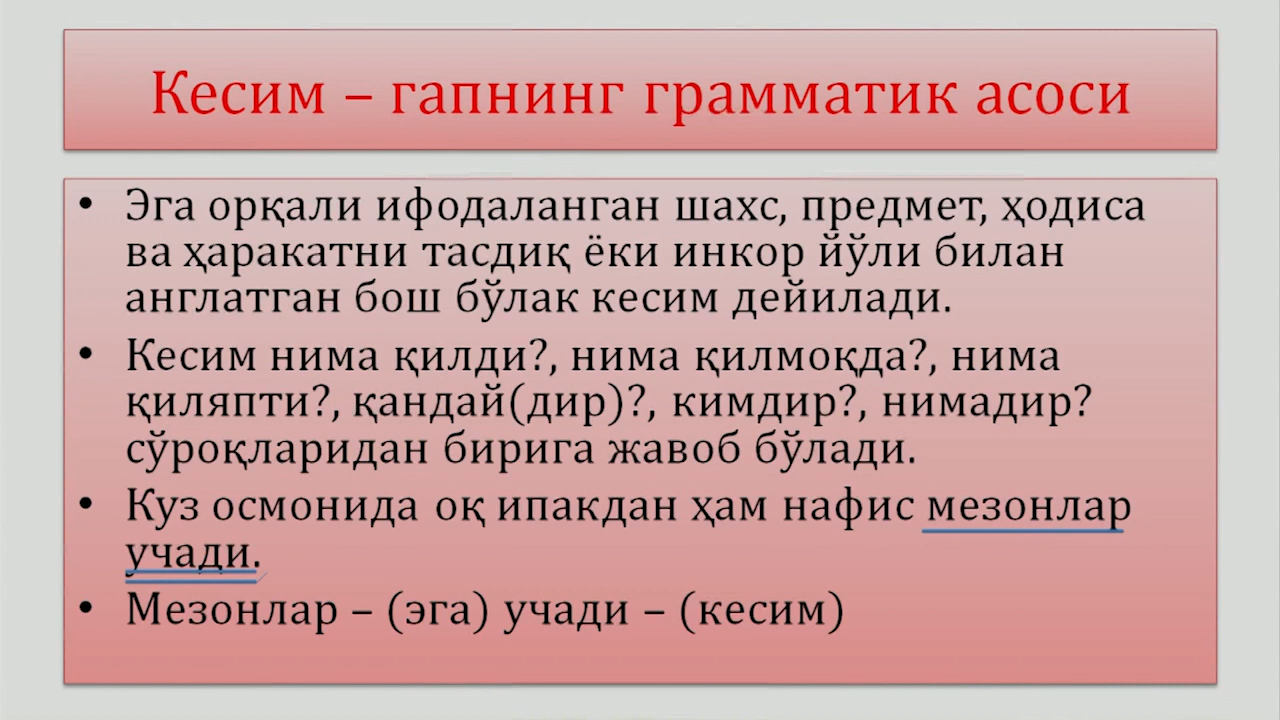 Кесим – гапнинг грамматик асоси
• Эга орқали ифодаланган шахс, предмет, ҳодиса
ва ҳаракатни тасдиқ ёки инкор йўли билан
англатган бош бўлак кесим дейилади.
• Кесим нима қилди?, нима қилмоқда?, нима
қиляпти?, қандай(дир)?, кимдир?, нимадир?
сўроқларидан бирига жавоб бўлади.
• Куз осмонида оқ ипакдан ҳам нафис мезонлар
учади.
• Мезонлар – (эга) учади – (кесим)